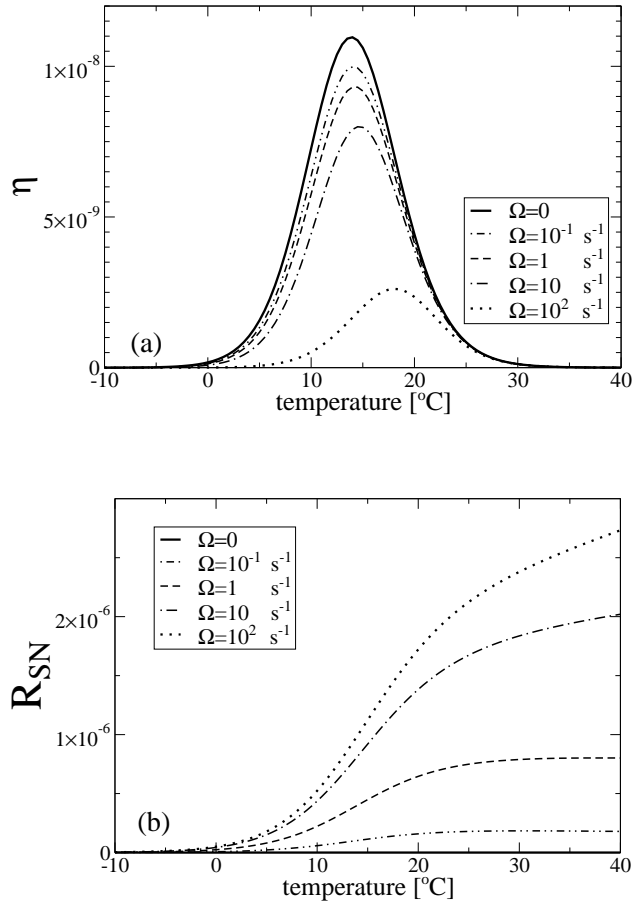 1×10⁻⁸
η
5×10⁻⁹
Ω=0
Ω=10⁻¹ s⁻¹
Ω=1 s⁻¹
Ω=10 s⁻¹
Ω=10² s⁻¹
(a)
0
-10 0 10 20 30 40
temperature [°C]
Ω=0
Ω=10⁻¹ s⁻¹
Ω=1 s⁻¹
Ω=10 s⁻¹
Ω=10² s⁻¹
2×10⁻⁶
R_SN
1×10⁻⁶
(b)
0
-10 0 10 20 30 40
temperature [°C]